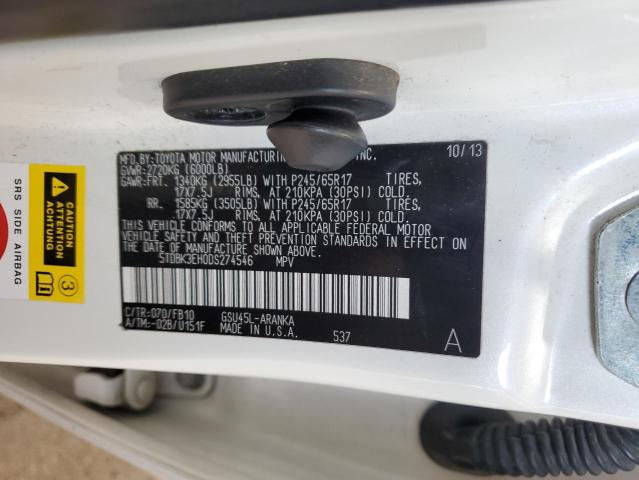 MFD.BY:TOYOTA MOTOR MANUFACTURIN INC. 10/13
GVWR:2720KG (6000LB)
GAWR:FRT. 1340KG (2955LB) WITH P245/65R17 TIRES,
17X7.5J RIMS, AT 210KPA (30PSI) COLD.
RR. 1585KG (3505LB) WITH P245/65R17 TIRES,
17X7.5J RIMS, AT 210KPA (30PSI) COLD.
THIS VEHICLE CONFORMS TO ALL APPLICABLE FEDERAL MOTOR
VEHICLE SAFETY AND THEFT PREVENTION STANDARDS IN EFFECT ON
THE DATE OF MANUFACTURE SHOWN ABOVE.
5TDBK3EH0DS274546 MPV
C/TR:070/FB10 GSU45L-ARANKA
A/TM:-02B/U151F MADE IN U.S.A. 537 A
SRS SIDE AIRBAG
CAUTION
ATTENTION
ACHTUNG
3